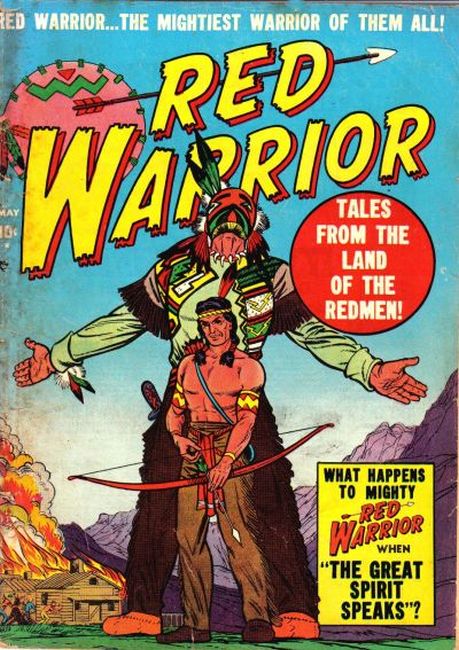 RED WARRIOR...THE MIGHTIEST WARRIOR OF THEM ALL!
RED
WARRIOR
MAY
10¢
TALES
FROM THE
LAND
OF THE
REDMEN!
WHAT HAPPENS
TO MIGHTY
RED
WARRIOR
WHEN
"THE GREAT
SPIRIT
SPEAKS"?